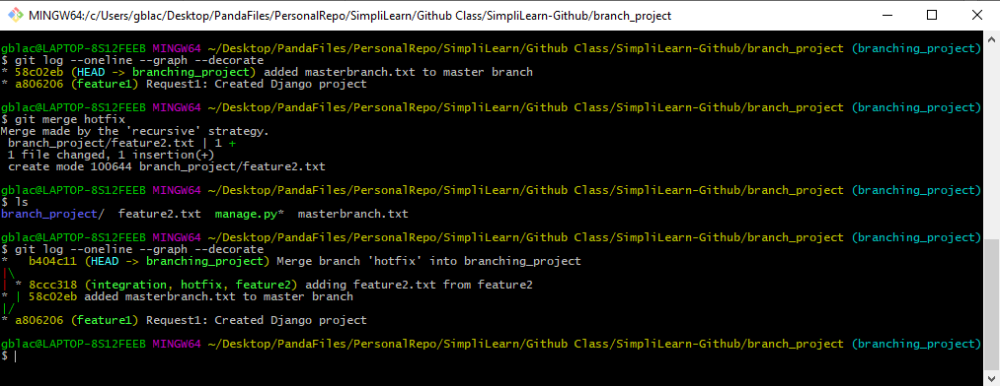 MINGW64:/c/Users/gblac/Desktop/PandaFiles/PersonalRepo/SimpliLearn/Github Class/SimpliLearn-Github/branch_project
gblac@LAPTOP-8S12FEEB MINGW64 ~/Desktop/PandaFiles/PersonalRepo/SimpliLearn/Github Class/SimpliLearn-Github/branch_project (branching_project)
$ git log --oneline --graph --decorate
* 58c02eb (HEAD -> branching_project) added masterbranch.txt to master branch
* a806206 (feature1) Request1: Created Django project
gblac@LAPTOP-8S12FEEB MINGW64 ~/Desktop/PandaFiles/PersonalRepo/SimpliLearn/Github Class/SimpliLearn-Github/branch_project (branching_project)
$ git merge hotfix
Merge made by the 'recursive' strategy.
 branch_project/feature2.txt | 1 +
 1 file changed, 1 insertion(+)
 create mode 100644 branch_project/feature2.txt
gblac@LAPTOP-8S12FEEB MINGW64 ~/Desktop/PandaFiles/PersonalRepo/SimpliLearn/Github Class/SimpliLearn-Github/branch_project (branching_project)
$ ls
branch_project/  feature2.txt  manage.py*  masterbranch.txt
gblac@LAPTOP-8S12FEEB MINGW64 ~/Desktop/PandaFiles/PersonalRepo/SimpliLearn/Github Class/SimpliLearn-Github/branch_project (branching_project)
$ git log --oneline --graph --decorate
*   b404c11 (HEAD -> branching_project) Merge branch 'hotfix' into branching_project
|\
| * 8ccc318 (integration, hotfix, feature2) adding feature2.txt from feature2
* | 58c02eb added masterbranch.txt to master branch
|/
* a806206 (feature1) Request1: Created Django project
gblac@LAPTOP-8S12FEEB MINGW64 ~/Desktop/PandaFiles/PersonalRepo/SimpliLearn/Github Class/SimpliLearn-Github/branch_project (branching_project)
$